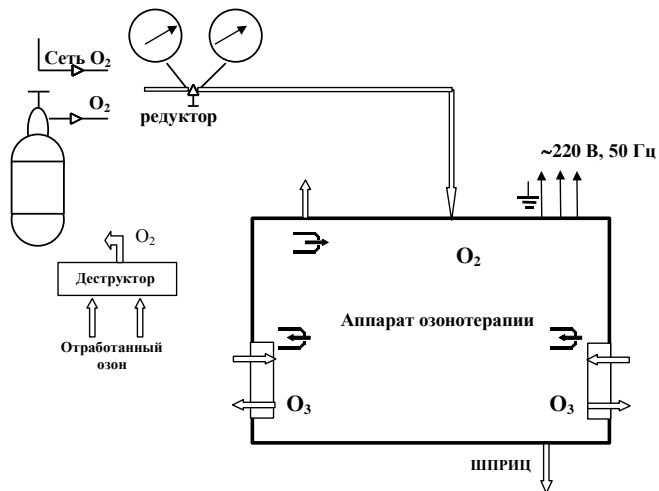 Сеть O₂
O₂
редуктор
~220 В, 50 Гц
O₂
Деструктор
Отработанный
озон
O₂
Аппарат озонотерапии
O₃
O₃
ШПРИЦ